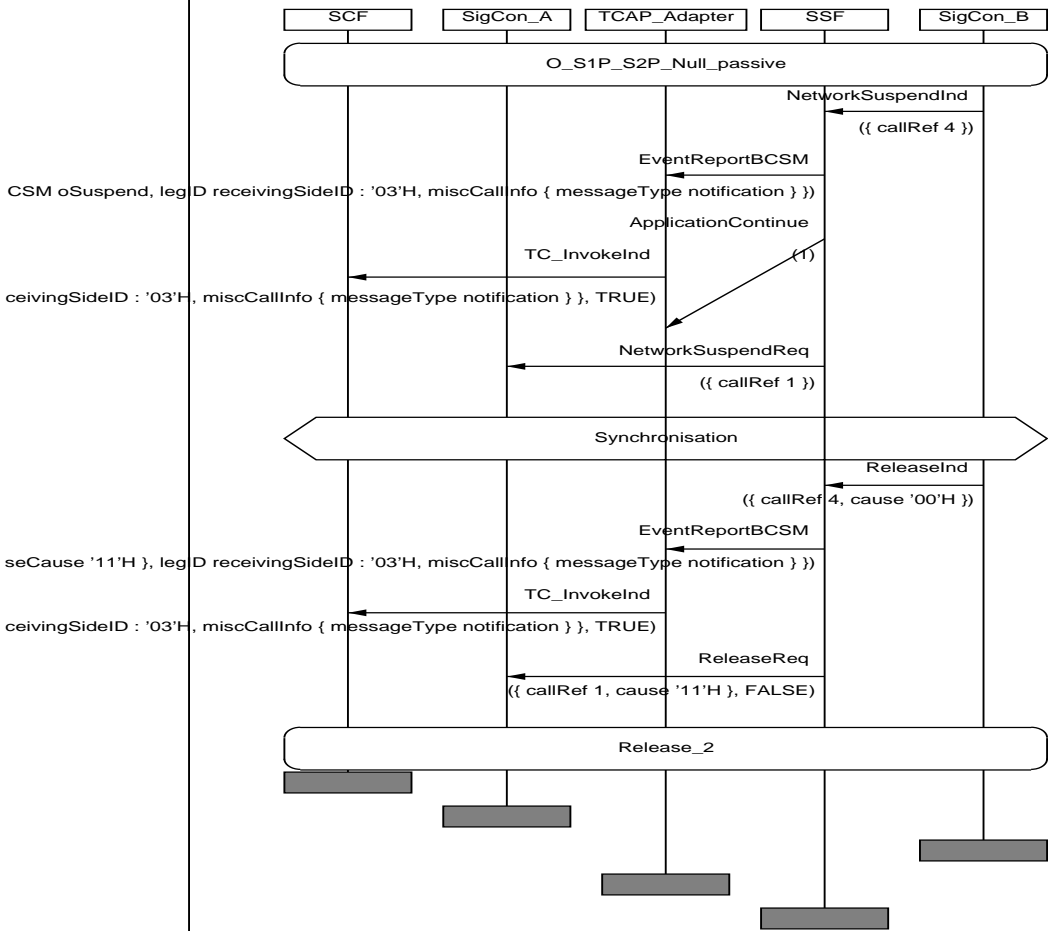 SCF SigCon_A TCAP_Adapter SSF SigCon_B
O_S1P_S2P_Null_passive
NetworkSuspendInd
({ callRef 4 })
EventReportBCSM
CSM oSuspend, legID receivingSideID : '03'H, miscCallInfo { messageType notification } })
ApplicationContinue
(1)
TC_InvokeInd
ceivingSideID : '03'H, miscCallInfo { messageType notification } }, TRUE)
NetworkSuspendReq
({ callRef 1 })
Synchronisation
ReleaseInd
({ callRef 4, cause '00'H })
EventReportBCSM
seCause '11'H }, legID receivingSideID : '03'H, miscCallInfo { messageType notification } })
TC_InvokeInd
ceivingSideID : '03'H, miscCallInfo { messageType notification } }, TRUE)
ReleaseReq
({ callRef 1, cause '11'H }, FALSE)
Release_2